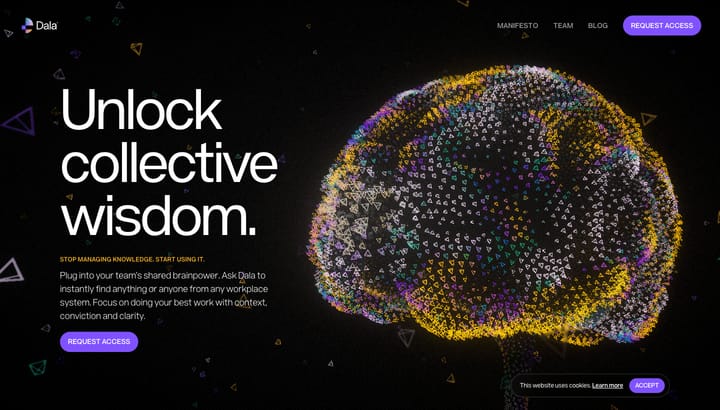 Dala
MANIFESTO
TEAM
BLOG
REQUEST ACCESS
Unlock
collective
wisdom.
STOP MANAGING KNOWLEDGE. START USING IT.
Plug into your team's shared brainpower. Ask Dala to
instantly find anything or anyone from any workplace
system. Focus on doing your best work with context,
conviction and clarity.
REQUEST ACCESS
This website uses cookies. Learn more
ACCEPT